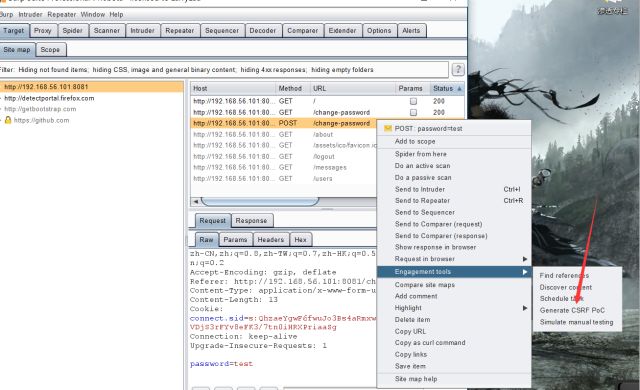 Burp Intruder Repeater Window Help
Target Proxy Spider Scanner Intruder Repeater Sequencer Decoder Comparer Extender Options Alerts
Site map Scope
Filter: Hiding not found items; hiding CSS, image and general binary content; hiding 4xx responses; hiding empty folders ?
http://192.168.56.101:8081
http://detectportal.firefox.com
http://getbootstrap.com
https://github.com
Host Method URL Params Status
http://192.168.56.101:80... GET / 200
http://192.168.56.101:80... GET /change-password 200
http://192.168.56.101:80... POST /change-password
http://192.168.56.101:80... GET /about
http://192.168.56.101:80... GET /assets/ico/favicon.ic
http://192.168.56.101:80... GET /logout
http://192.168.56.101:80... GET /messages
http://192.168.56.101:80... GET /users
POST: password=test
Add to scope
Spider from here
Do an active scan
Do a passive scan
Send to Intruder Ctrl+I
Send to Repeater Ctrl+R
Send to Sequencer
Send to Comparer (request)
Send to Comparer (response)
Show response in browser
Request in browser
Engagement tools
Compare site maps
Add comment
Highlight
Delete item
Copy URL
Copy as curl command
Copy links
Save item
Site map help
Find references
Discover content
Schedule task
Generate CSRF PoC
Simulate manual testing
Request Response
Raw Params Headers Hex
zh-CN,zh;q=0.8,zh-TW;q=0.7,zh-HK;q=0.5
n;q=0.2
Accept-Encoding: gzip, deflate
Referer: http://192.168.56.101:8081/ch
Content-Type: application/x-www-form-u
Content-Length: 13
Cookie:
Connection: keep-alive
Upgrade-Insecure-Requests: 1
password=test